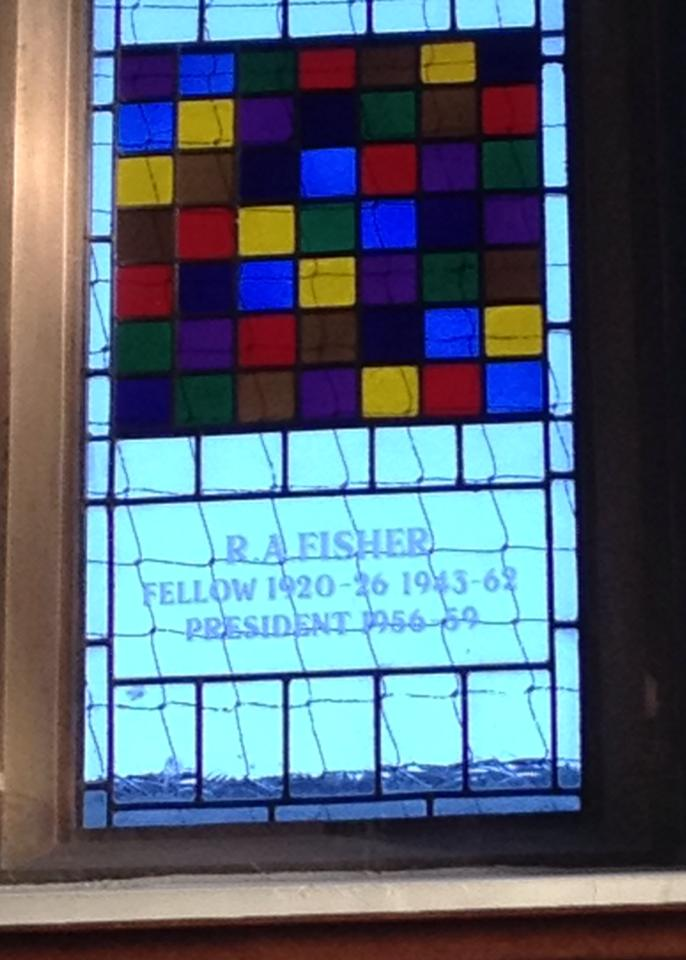 R.A.FISHER
FELLOW 1920-26 1943-62
PRESIDENT 1956-59